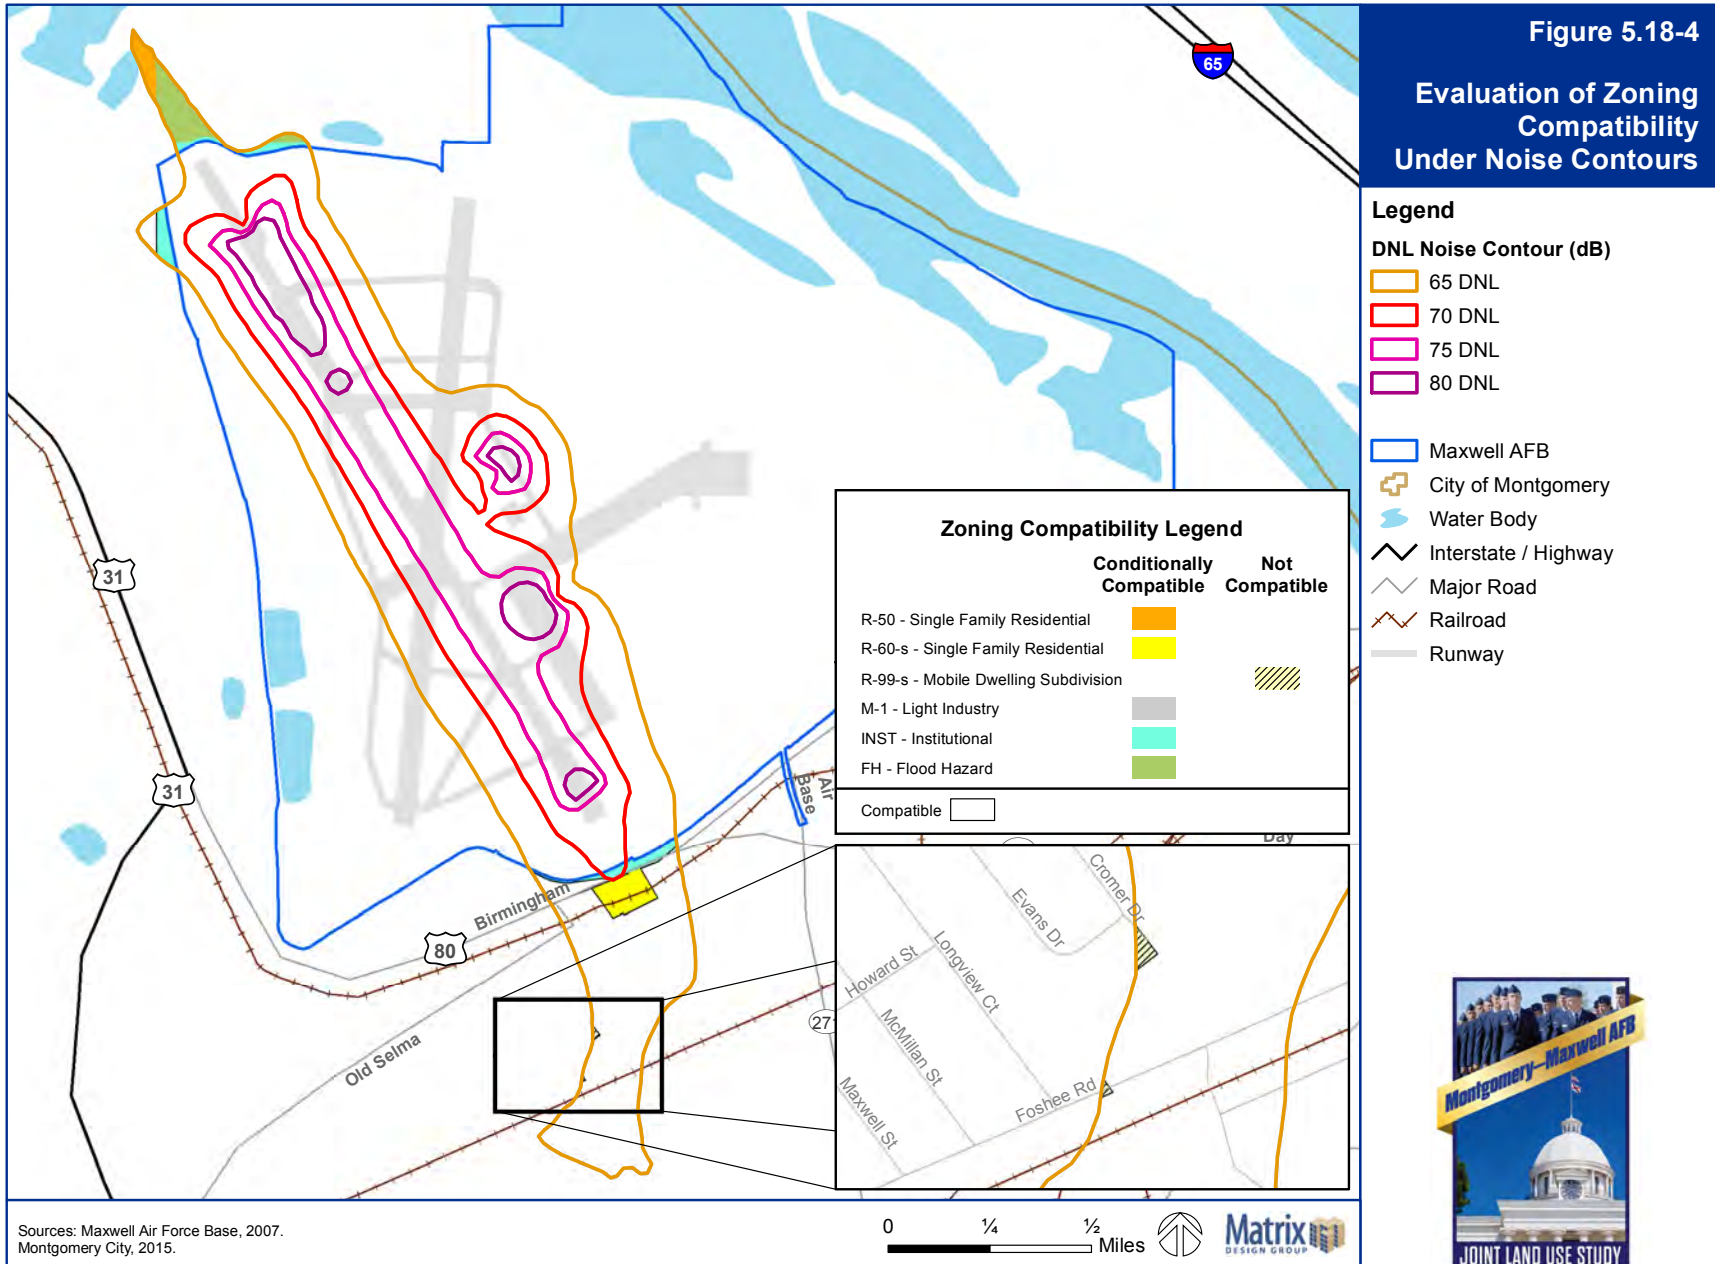 Figure 5.18-4
Evaluation of Zoning
Compatibility
Under Noise Contours
Legend
DNL Noise Contour (dB)
65 DNL
70 DNL
75 DNL
80 DNL
Maxwell AFB
City of Montgomery
Water Body
Interstate / Highway
Major Road
Railroad
Runway
65
31
31
80
27
Birmingham
Old Selma
Air
Base
Day
Zoning Compatibility Legend
Conditionally
Compatible
Not
Compatible
R-50 - Single Family Residential
R-60-s - Single Family Residential
R-99-s - Mobile Dwelling Subdivision
M-1 - Light Industry
INST - Institutional
FH - Flood Hazard
Compatible
Cromer Dr
Evans Dr
Longview Ct
Howard St
McMillan St
Maxwell St
Foshee Rd
Sources: Maxwell Air Force Base, 2007.
Montgomery City, 2015.
0 ¼ ½ Miles
Matrix
DESIGN GROUP
Montgomery—Maxwell AFB
JOINT LAND USE STUDY